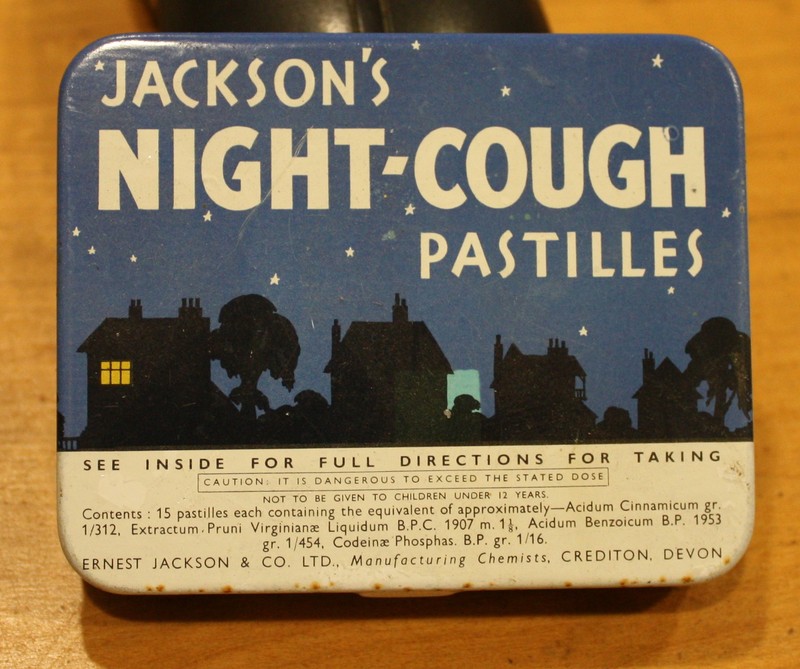 JACKSON'S
NIGHT-COUGH
PASTILLES
SEE INSIDE FOR FULL DIRECTIONS FOR TAKING
CAUTION: IT IS DANGEROUS TO EXCEED THE STATED DOSE
NOT TO BE GIVEN TO CHILDREN UNDER 12 YEARS.
Contents : 15 pastilles each containing the equivalent of approximately—Acidum Cinnamicum gr.
1/312, Extractum Pruni Virginianæ Liquidum B.P.C. 1907 m. 1⅛, Acidum Benzoicum B.P. 1953
gr. 1/454, Codeinæ Phosphas. B.P. gr. 1/16.
ERNEST JACKSON & CO. LTD., Manufacturing Chemists, CREDITON, DEVON